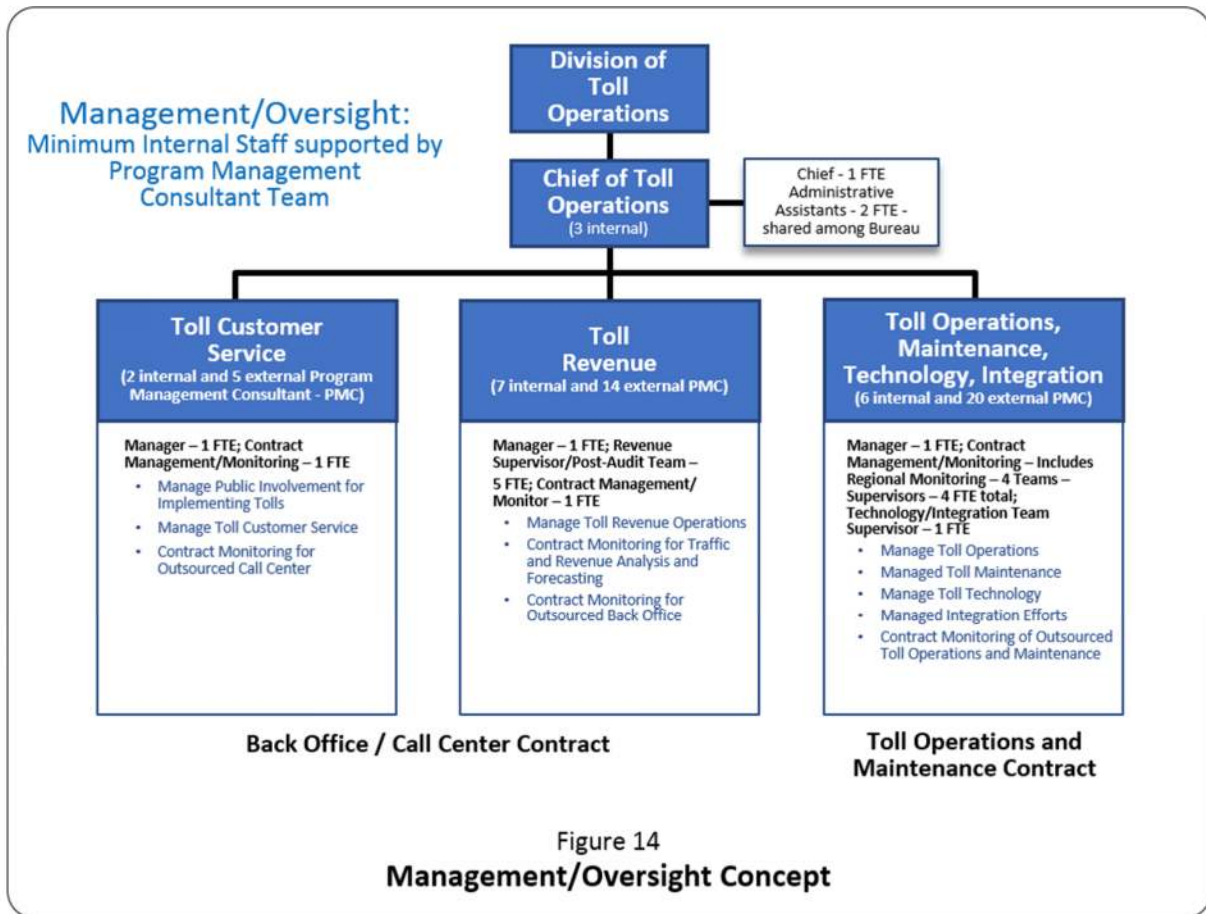 Management/Oversight:
Minimum Internal Staff supported by
Program Management
Consultant Team
Division of
Toll
Operations
Chief of Toll
Operations
(3 internal)
Chief - 1 FTE
Administrative
Assistants - 2 FTE -
shared among Bureau
Toll Customer
Service
(2 internal and 5 external Program
Management Consultant - PMC)
Manager – 1 FTE; Contract
Management/Monitoring – 1 FTE
• Manage Public Involvement for
Implementing Tolls
• Manage Toll Customer Service
• Contract Monitoring for
Outsourced Call Center
Toll
Revenue
(7 internal and 14 external PMC)
Manager – 1 FTE; Revenue
Supervisor/Post-Audit Team –
5 FTE; Contract Management/
Monitor – 1 FTE
• Manage Toll Revenue Operations
• Contract Monitoring for Traffic
and Revenue Analysis and
Forecasting
• Contract Monitoring for
Outsourced Back Office
Toll Operations,
Maintenance,
Technology, Integration
(6 internal and 20 external PMC)
Manager – 1 FTE; Contract
Management/Monitoring – Includes
Regional Monitoring – 4 Teams –
Supervisors – 4 FTE total;
Technology/Integration Team
Supervisor – 1 FTE
• Manage Toll Operations
• Managed Toll Maintenance
• Manage Toll Technology
• Managed Integration Efforts
• Contract Monitoring of Outsourced
Toll Operations and Maintenance
Back Office / Call Center Contract
Toll Operations and
Maintenance Contract
Figure 14
Management/Oversight Concept